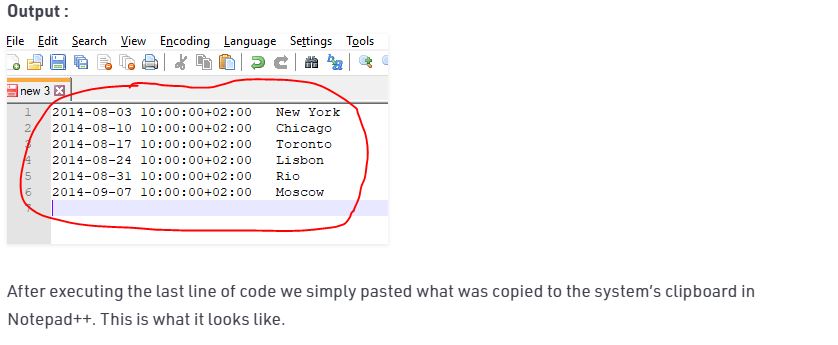 Output :
File Edit Search View Encoding Language Settings Tools
new 3
1 2014-08-03 10:00:00+02:00 New York
2 2014-08-10 10:00:00+02:00 Chicago
3 2014-08-17 10:00:00+02:00 Toronto
4 2014-08-24 10:00:00+02:00 Lisbon
5 2014-08-31 10:00:00+02:00 Rio
6 2014-09-07 10:00:00+02:00 Moscow
7
After executing the last line of code we simply pasted what was copied to the system's clipboard in
Notepad++. This is what it looks like.